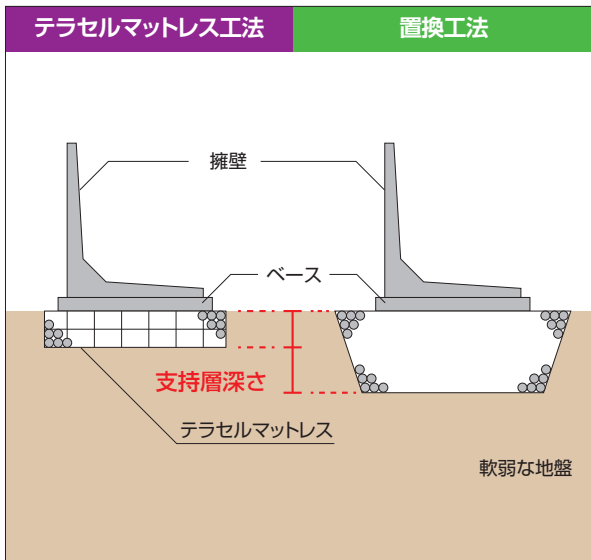 テラセルマットレス工法
置換工法
擁壁
ベース
支持層深さ
テラセルマットレス
軟弱な地盤